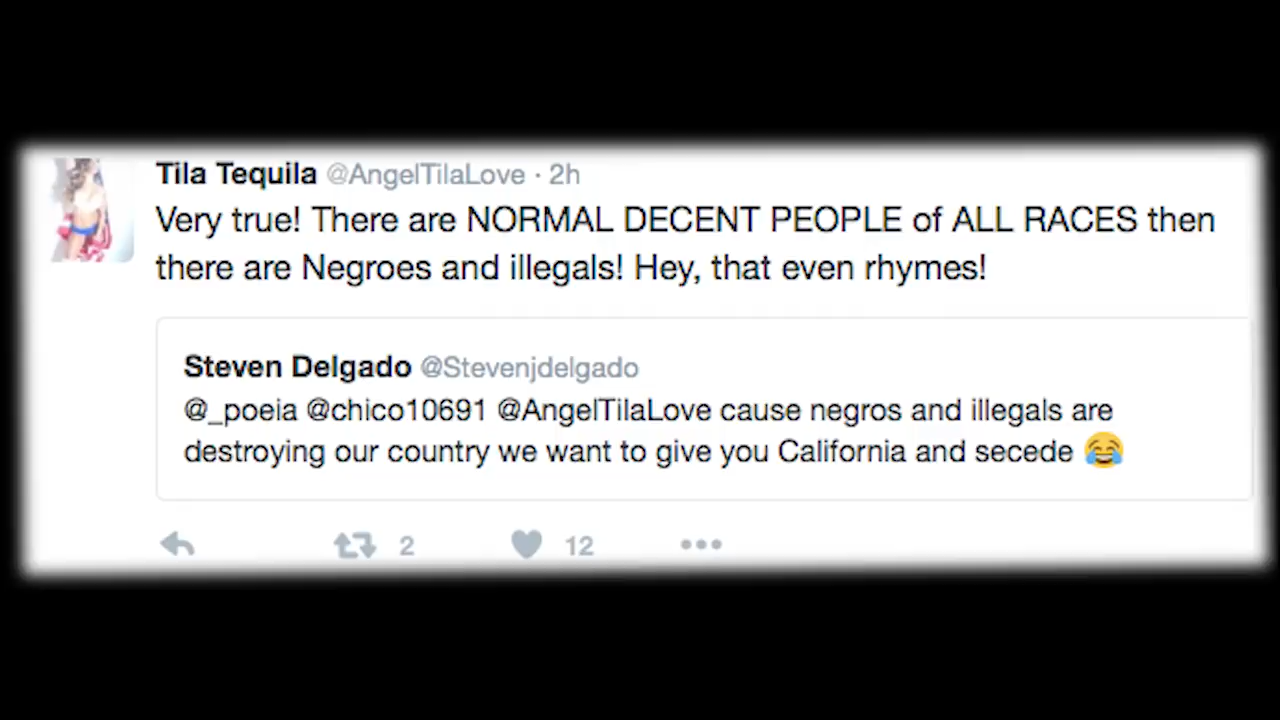 Tila Tequila @AngelTilaLove · 2h
Very true! There are NORMAL DECENT PEOPLE of ALL RACES then
there are Negroes and illegals! Hey, that even rhymes!
Steven Delgado @Stevenjdelgado
@_poeia @chico10691 @AngelTilaLove cause negros and illegals are
destroying our country we want to give you California and secede 😂
2 12